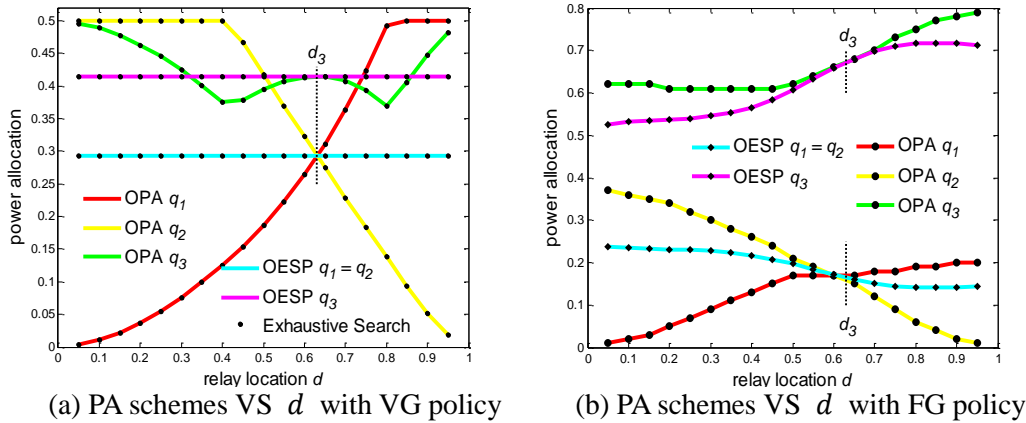 0.5
0.45
0.4
0.35
0.3
0.25
0.2
0.15
0.1
0.05
0
power allocation
0 0.1 0.2 0.3 0.4 0.5 0.6 0.7 0.8 0.9 1
relay location d
d3
OPA q1
OPA q2
OPA q3
OESP q1 = q2
OESP q3
Exhaustive Search
(a) PA schemes VS d with VG policy
0.8
0.7
0.6
0.5
0.4
0.3
0.2
0.1
0
power allocation
0 0.1 0.2 0.3 0.4 0.5 0.6 0.7 0.8 0.9 1
relay location d
d3
OESP q1 = q2
OESP q3
OPA q1
OPA q2
OPA q3
d3
(b) PA schemes VS d with FG policy